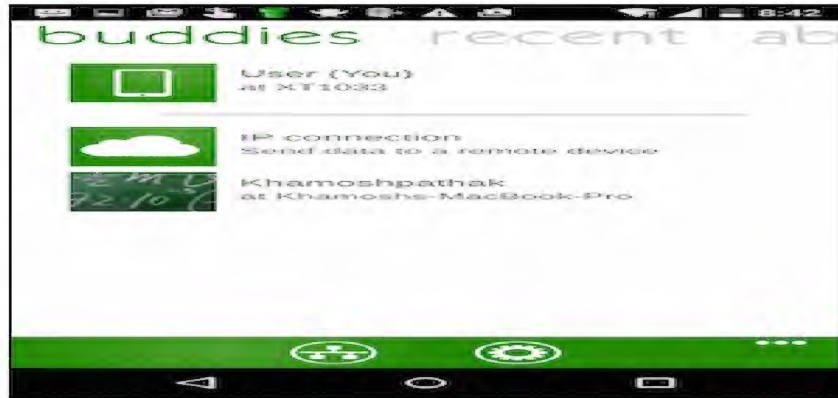 8:42
buddies recent ab
User (You)
at XT1033
IP connection
Send data to a remote device
Khamoshpathak
at Khamoshs-MacBook-Pro